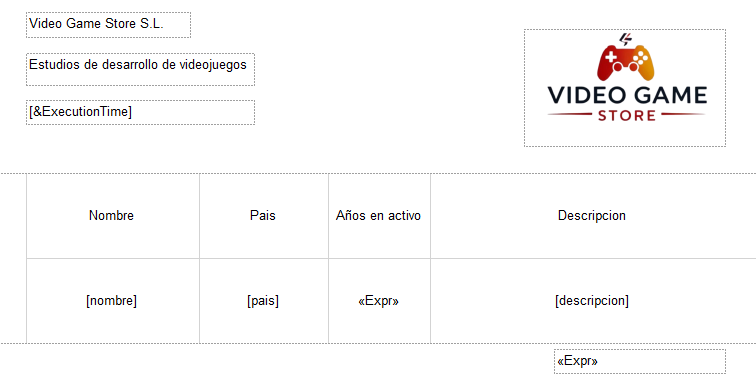 Video Game Store S.L.
Estudios de desarrollo de videojuegos
[&ExecutionTime]
VIDEO GAME
STORE
Nombre Pais Años en activo Descripcion
[nombre] [pais] «Expr» [descripcion]
«Expr»